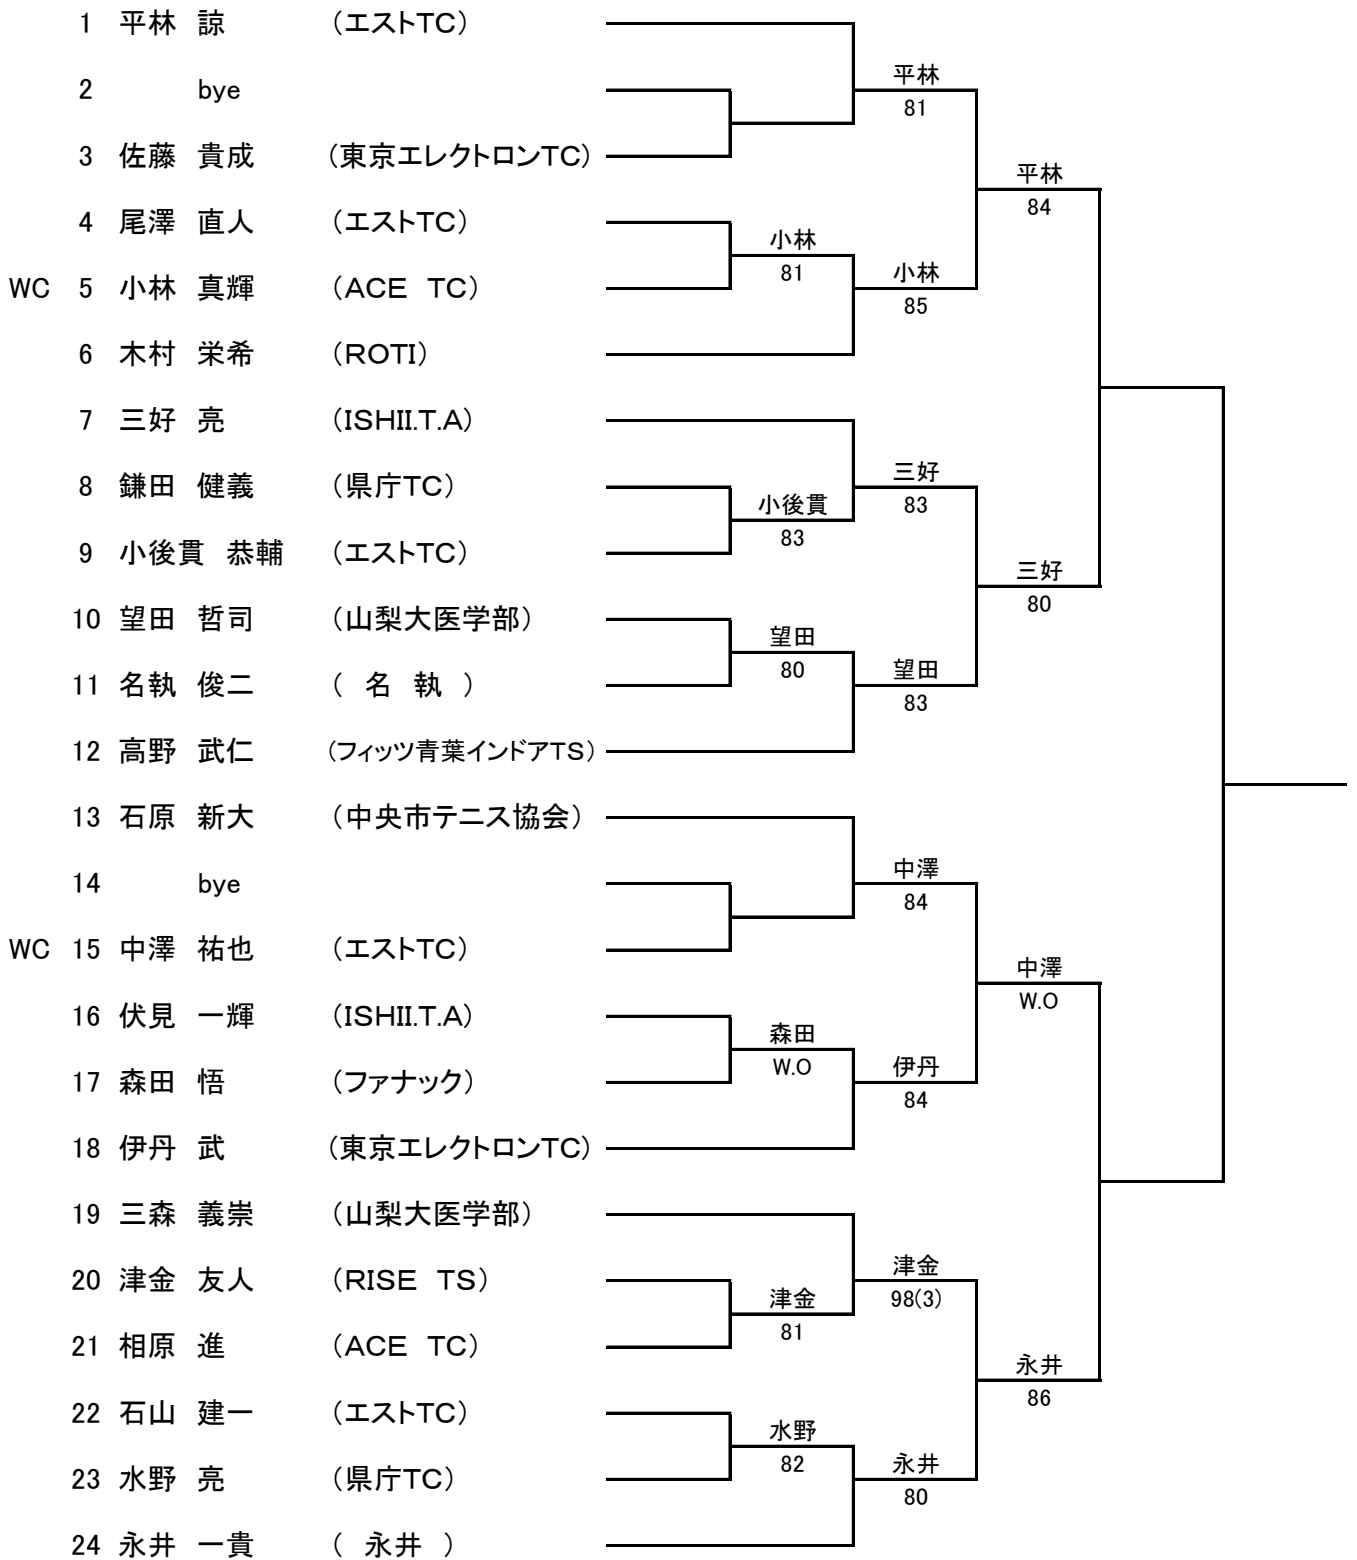 1 平林 諒 (エストTC)
平林
2 bye
81
3 佐藤 貴成 (東京エレクトロンTC)
平林
84
4 尾澤 直人 (エストTC)
小林
81
WC 5 小林 真輝 (ACE TC)
小林
85
6 木村 栄希 (ROTI)
7 三好 亮 (ISHII.T.A)
三好
8 鎌田 健義 (県庁TC)
83
小後貫
83
9 小後貫 恭輔 (エストTC)
三好
80
10 望田 哲司 (山梨大医学部)
望田
80
11 名執 俊二 ( 名 執 )
望田
83
12 高野 武仁 (フィッツ青葉インドアTS)
13 石原 新大 (中央市テニス協会)
中澤
14 bye
84
WC 15 中澤 祐也 (エストTC)
中澤
W.O
16 伏見 一輝 (ISHII.T.A)
森田
W.O
17 森田 悟 (ファナック)
伊丹
84
18 伊丹 武 (東京エレクトロンTC)
19 三森 義崇 (山梨大医学部)
津金
20 津金 友人 (RISE TS)
98(3)
津金
81
21 相原 進 (ACE TC)
永井
86
22 石山 建一 (エストTC)
水野
82
23 水野 亮 (県庁TC)
永井
80
24 永井 一貴 ( 永井 )